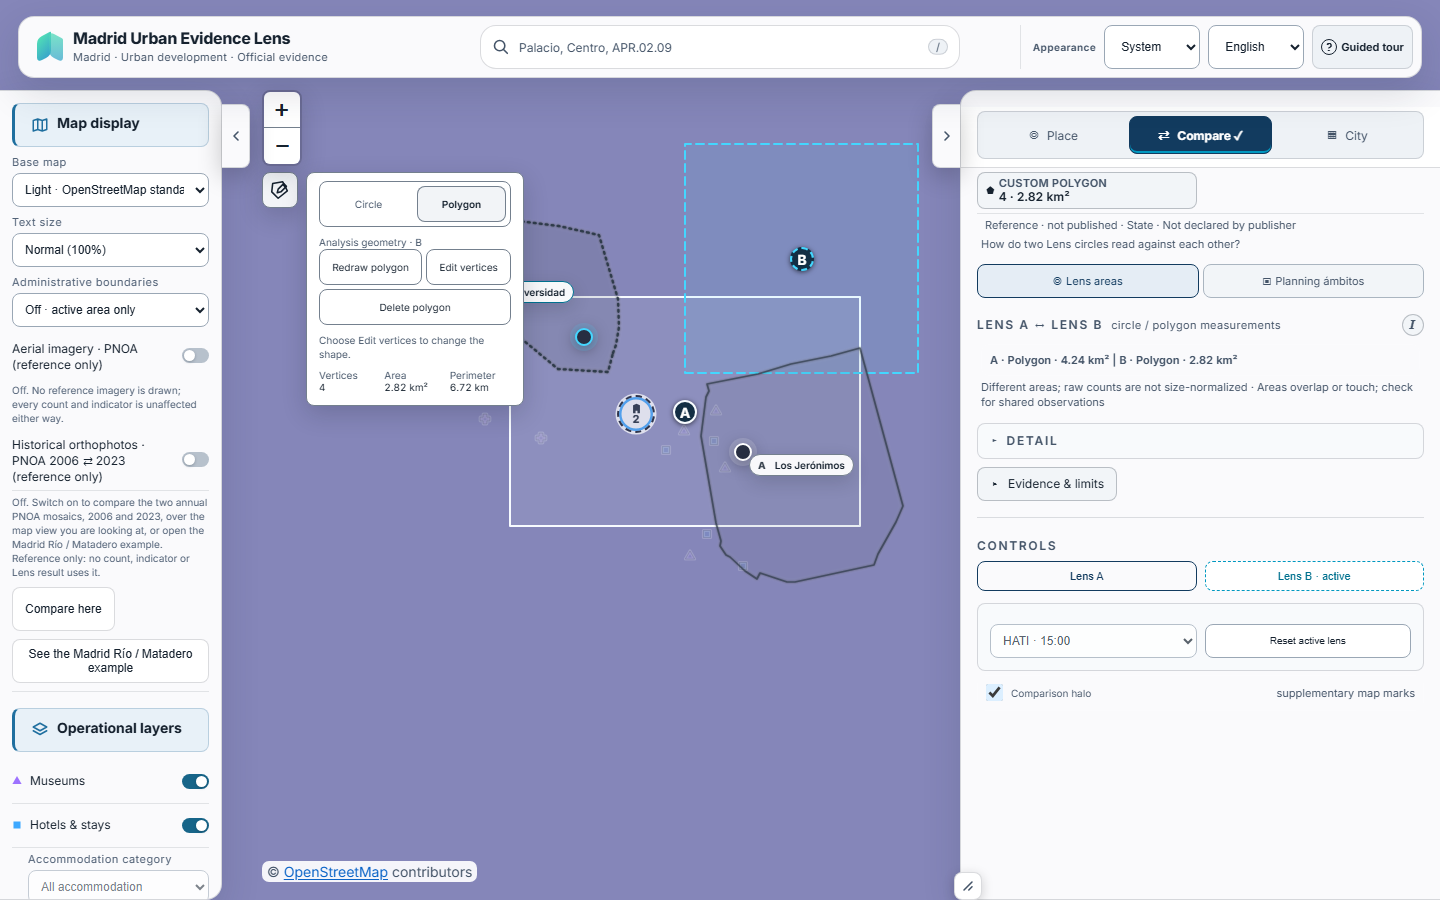 Madrid Urban Evidence Lens
Madrid · Urban development · Official evidence
Palacio, Centro, APR.02.09
/
Appearance
System
English
? Guided tour
Map display
Base map
Light · OpenStreetMap standa
Text size
Normal (100%)
Administrative boundaries
Off · active area only
Aerial imagery · PNOA
(reference only)
Off. No reference imagery is drawn;
every count and indicator is unaffected
either way.
Historical orthophotos ·
PNOA 2006 ⇄ 2023
(reference only)
Off. Switch on to compare the two annual
PNOA mosaics, 2006 and 2023, over the
map view you are looking at, or open the
Madrid Río / Matadero example.
Reference only: no count, indicator or
Lens result uses it.
Compare here
See the Madrid Río / Matadero
example
Operational layers
Museums
Hotels & stays
Accommodation category
All accommodation
+
−
Circle
Polygon
Analysis geometry · B
Redraw polygon
Edit vertices
Delete polygon
Choose Edit vertices to change the
shape.
Vertices
4
Area
2.82 km²
Perimeter
6.72 km
versidad
B
2
A
A Los Jerónimos
© OpenStreetMap contributors
Place
Compare ✓
City
CUSTOM POLYGON
4 · 2.82 km²
Reference · not published · State · Not declared by publisher
How do two Lens circles read against each other?
Lens areas
Planning ámbitos
LENS A ↔ LENS B circle / polygon measurements
I
A · Polygon · 4.24 km² | B · Polygon · 2.82 km²
Different areas; raw counts are not size-normalized · Areas overlap or touch; check
for shared observations
DETAIL
Evidence & limits
CONTROLS
Lens A
Lens B · active
HATI · 15:00
Reset active lens
Comparison halo
supplementary map marks